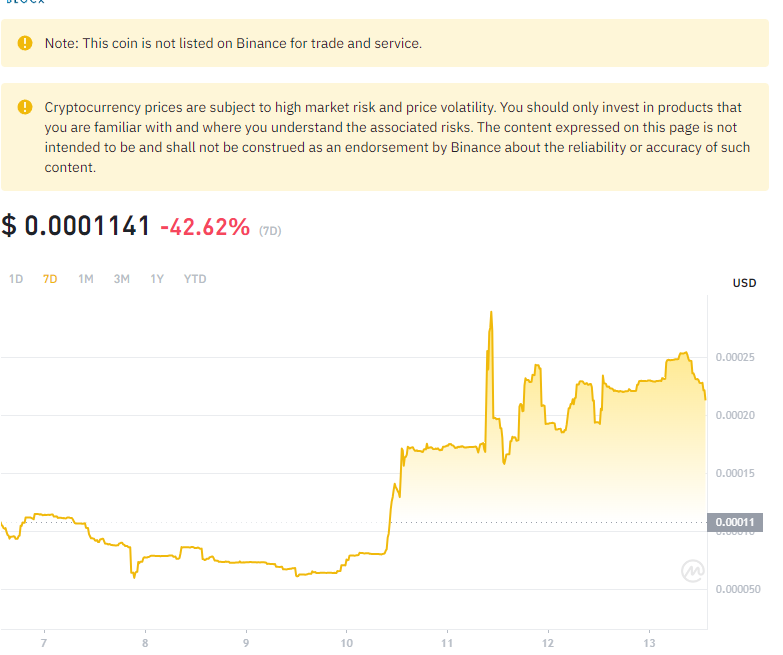 BLOCX
Note: This coin is not listed on Binance for trade and service.
Cryptocurrency prices are subject to high market risk and price volatility. You should only invest in products that
you are familiar with and where you understand the associated risks. The content expressed on this page is not
intended to be and shall not be construed as an endorsement by Binance about the reliability or accuracy of such
content.
$ 0.0001141 -42.62% (7D)
1D 7D 1M 3M 1Y YTD
USD
0.00025
0.00020
0.00015
0.00011
0.00010
0.000050
7 8 9 10 11 12 13